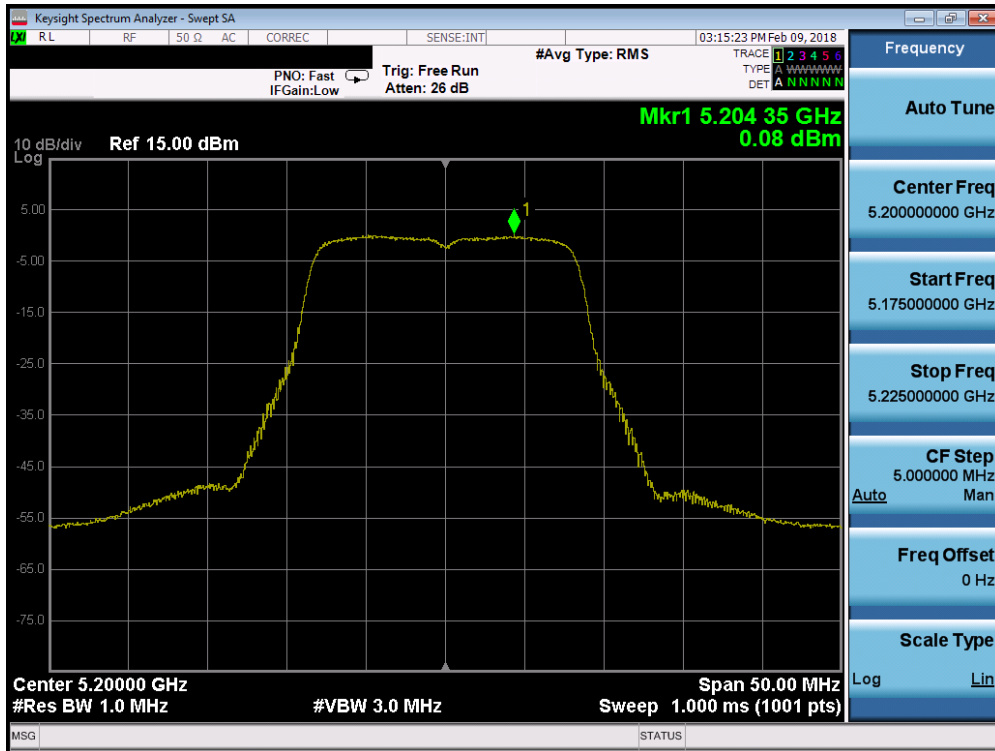 Keysight Spectrum Analyzer - Swept SA
LXI RL RF 50 Ω AC CORREC SENSE:INT 03:15:23 PM Feb 09, 2018
#Avg Type: RMS TRACE 1 2 3 4 5 6
PNO: Fast Trig: Free Run TYPE A WWWWW
IFGain:Low Atten: 26 dB DET A N N N N N
Mkr1 5.204 35 GHz
0.08 dBm
10 dB/div Ref 15.00 dBm
Log
1
5.00
-5.00
-15.0
-25.0
-35.0
-45.0
-55.0
-65.0
-75.0
Center 5.20000 GHz Span 50.00 MHz
#Res BW 1.0 MHz #VBW 3.0 MHz Sweep 1.000 ms (1001 pts)
MSG STATUS
Frequency
Auto Tune
Center Freq
5.200000000 GHz
Start Freq
5.175000000 GHz
Stop Freq
5.225000000 GHz
CF Step
5.000000 MHz
Auto Man
Freq Offset
0 Hz
Scale Type
Log Lin